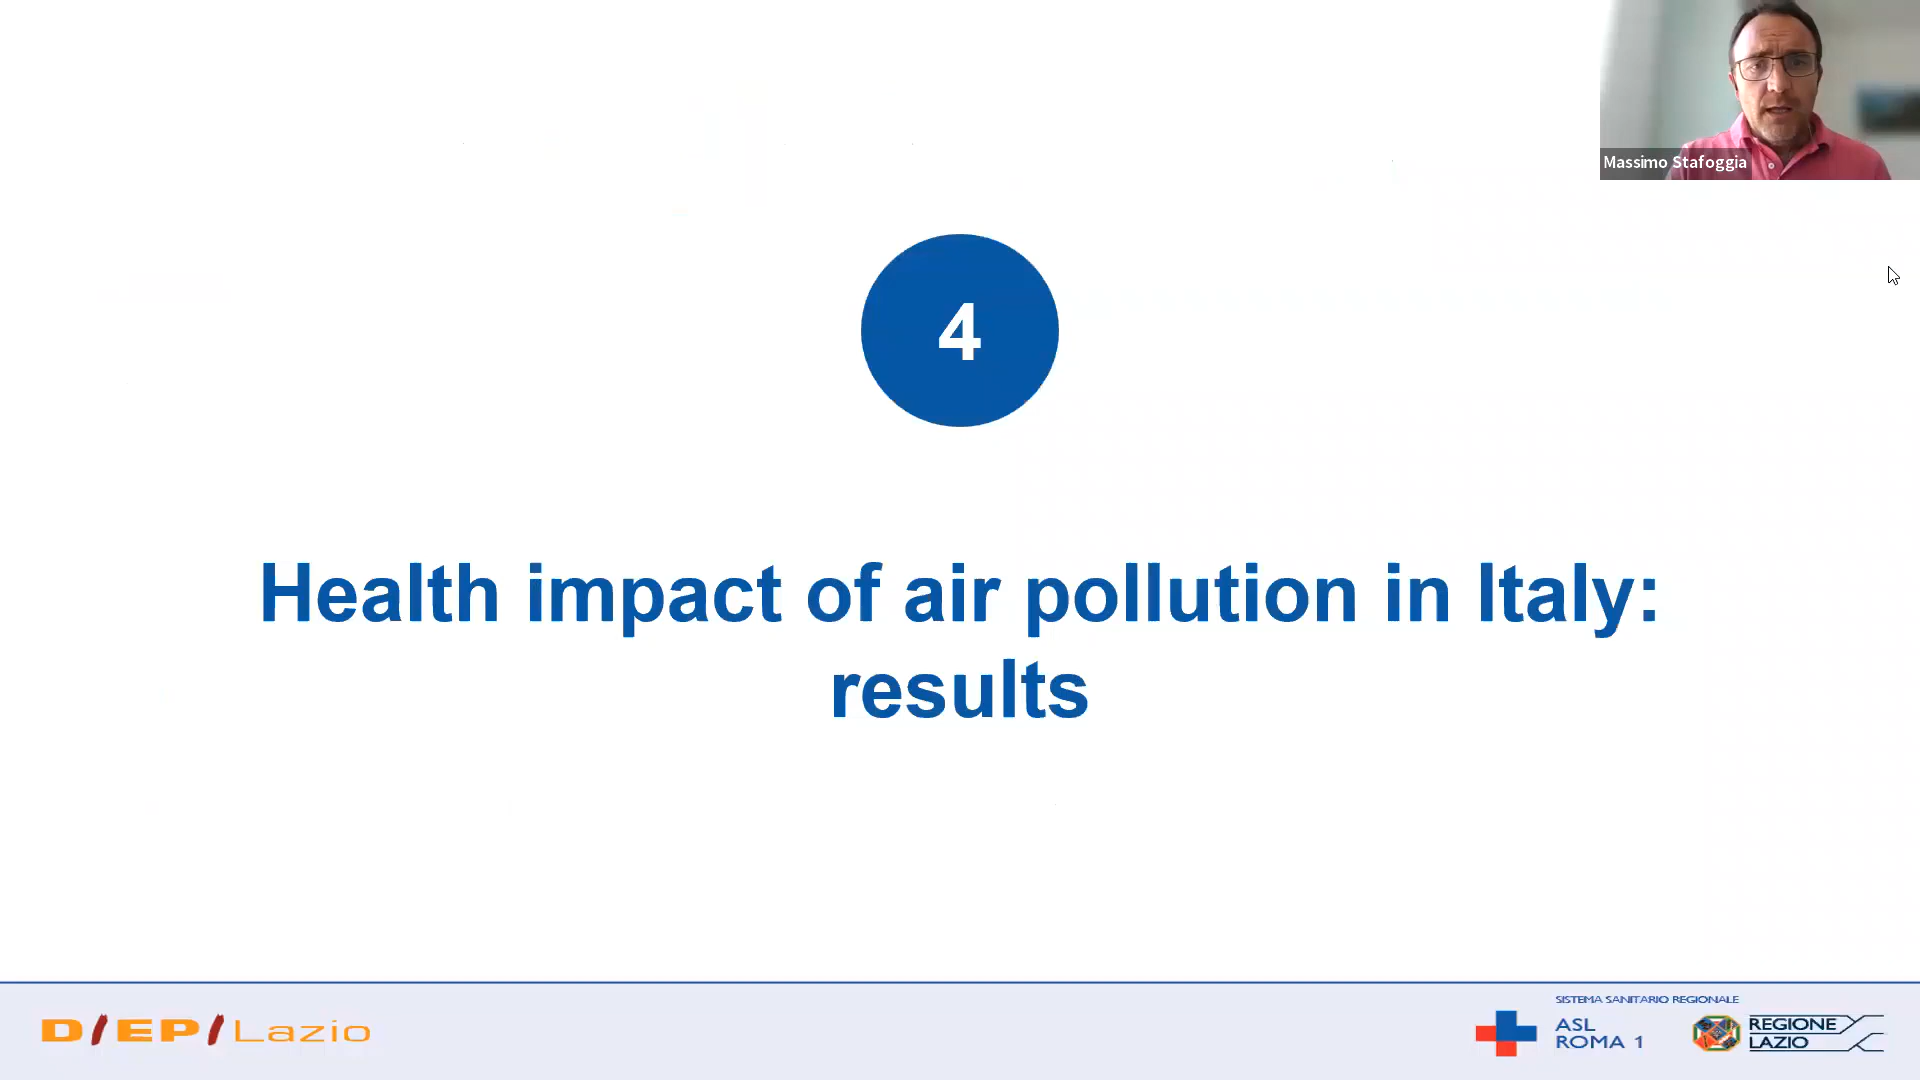 Massimo Stafoggia
4
Health impact of air pollution in Italy:
results
D/EP/Lazio
SISTEMA SANITARIO REGIONALE
ASL
ROMA 1
REGIONE
LAZIO